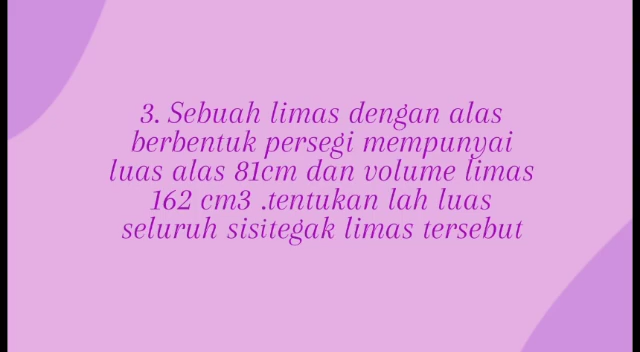 3. Sebuah limas dengan alas
berbentuk persegi mempunyai
luas alas 81cm dan volume limas
162 cm3 .tentukan lah luas
seluruh sisitegak limas tersebut